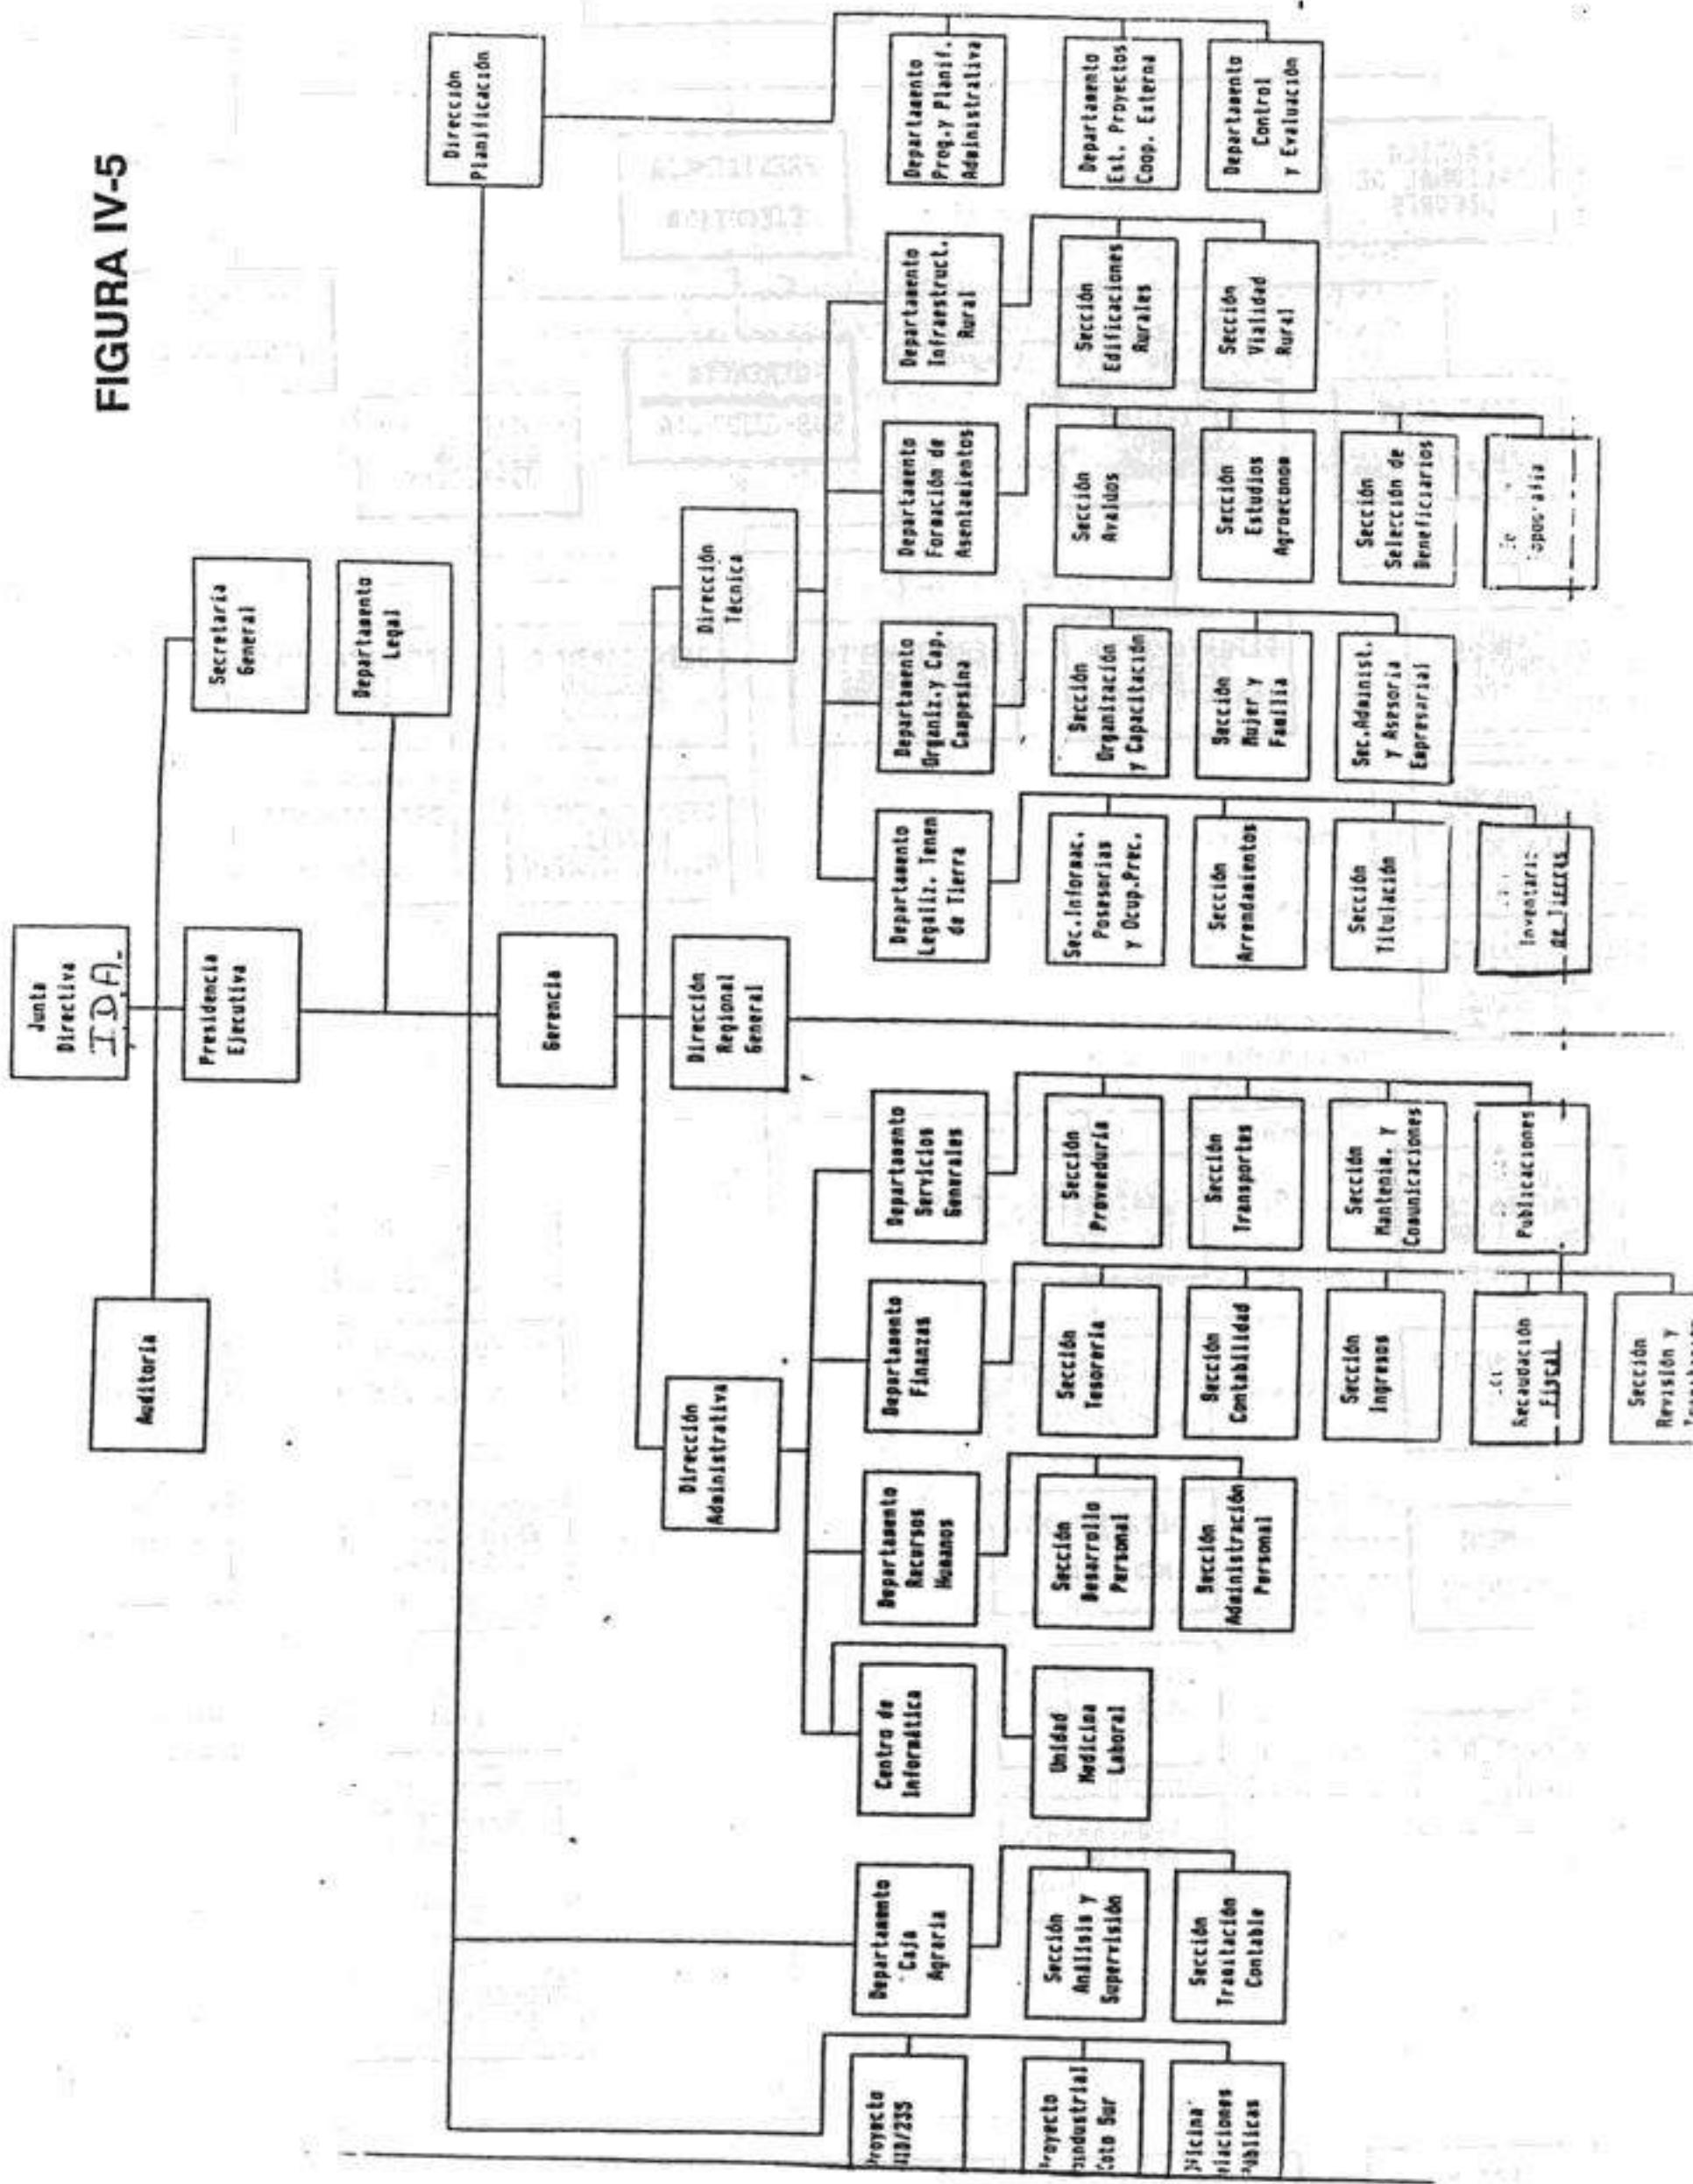 FIGURA IV-5
Junta
Directiva
I.D.A.
Auditoria
Presidencia
Ejecutiva
Secretaria
General
Departamento
Legal
Dirección
Planificación
Gerencia
Dirección
Administrativa
Dirección
Regional
General
Dirección
Técnica
Proyecto
Departamento
Caja
Agraria
Centro de
Informática
Departamento
Recursos
Humanos
Departamento
Finanzas
Departamento
Servicios
Generales
Departamento
Legaliz. Tenen
de Tierra
Departamento
Organiz.y Cap.
Campesina
Departamento
Formación de
Asentamientos
Departamento
Infraestruct.
Rural
Departamento
Prog.y Planif.
Administrativa
Proyecto
Coto Sur
Sección
Análisis y
Supervisión
Unidad
Medicina
Laboral
Sección
Desarrollo
Personal
Sección
Tesorería
Sección
Proveeduría
Sec.Informac.
Posesorias
y Ocup.Prec.
Sección
Organización
y Capacitación
Sección
Avalúos
Sección
Edificaciones
Rurales
Departamento
Est. Proyectos
Coop. Externa
Sección
Tramitación
Contable
Sección
Administración
Personal
Sección
Contabilidad
Sección
Transportes
Sección
Arrendamientos
Sección
Mujer y
Familia
Sección
Estudios
Agroeconom
Sección
Vialidad
Rural
Departamento
Control
y Evaluación
Sección
Ingresos
Sección
Mantenim. y
Comunicaciones
Sección
Titulación
Sec.Administ.
y Asesoría
Empresarial
Sección
Selección de
Beneficiarios
Recaudación
Fiscal
Publicaciones
Inventario
de Tierras
Sección
Revisión y